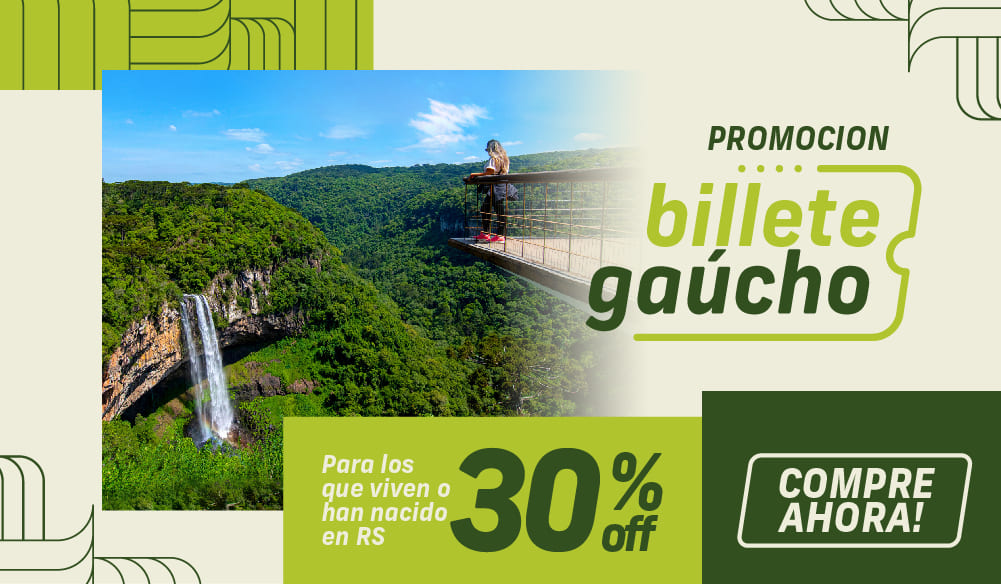 PROMOCION
billete
gaúcho
Para los
que viven o
han nacido
en RS
30%
off
COMPRE
AHORA!